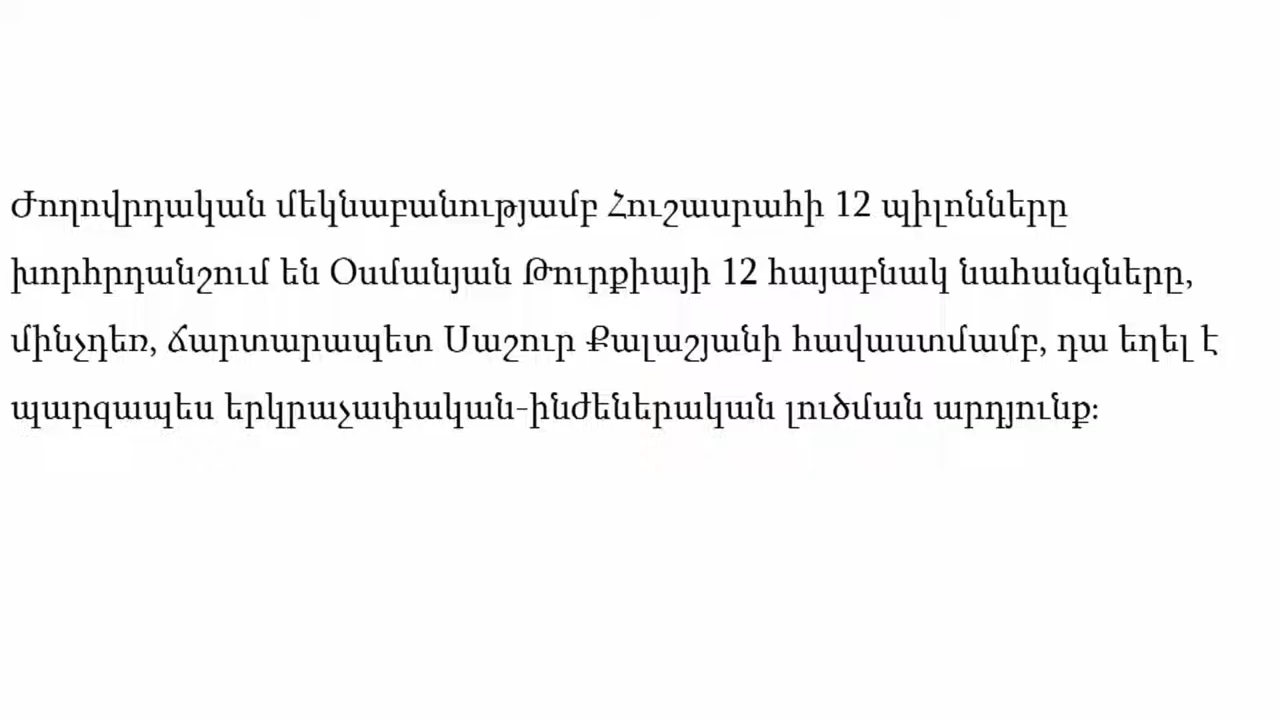 Ժողովրդական մեկնաբանությամբ Հուշասրահի 12 պիլոնները
խորհրդանշում են Օսմանյան Թուրքիայի 12 հայաբնակ նահանգները,
մինչդեռ, ճարտարապետ Սաշուր Քալաշյանի հավաստմամբ, դա եղել է
պարզապես երկրաչափական-ինժեներական լուծման արդյունք։